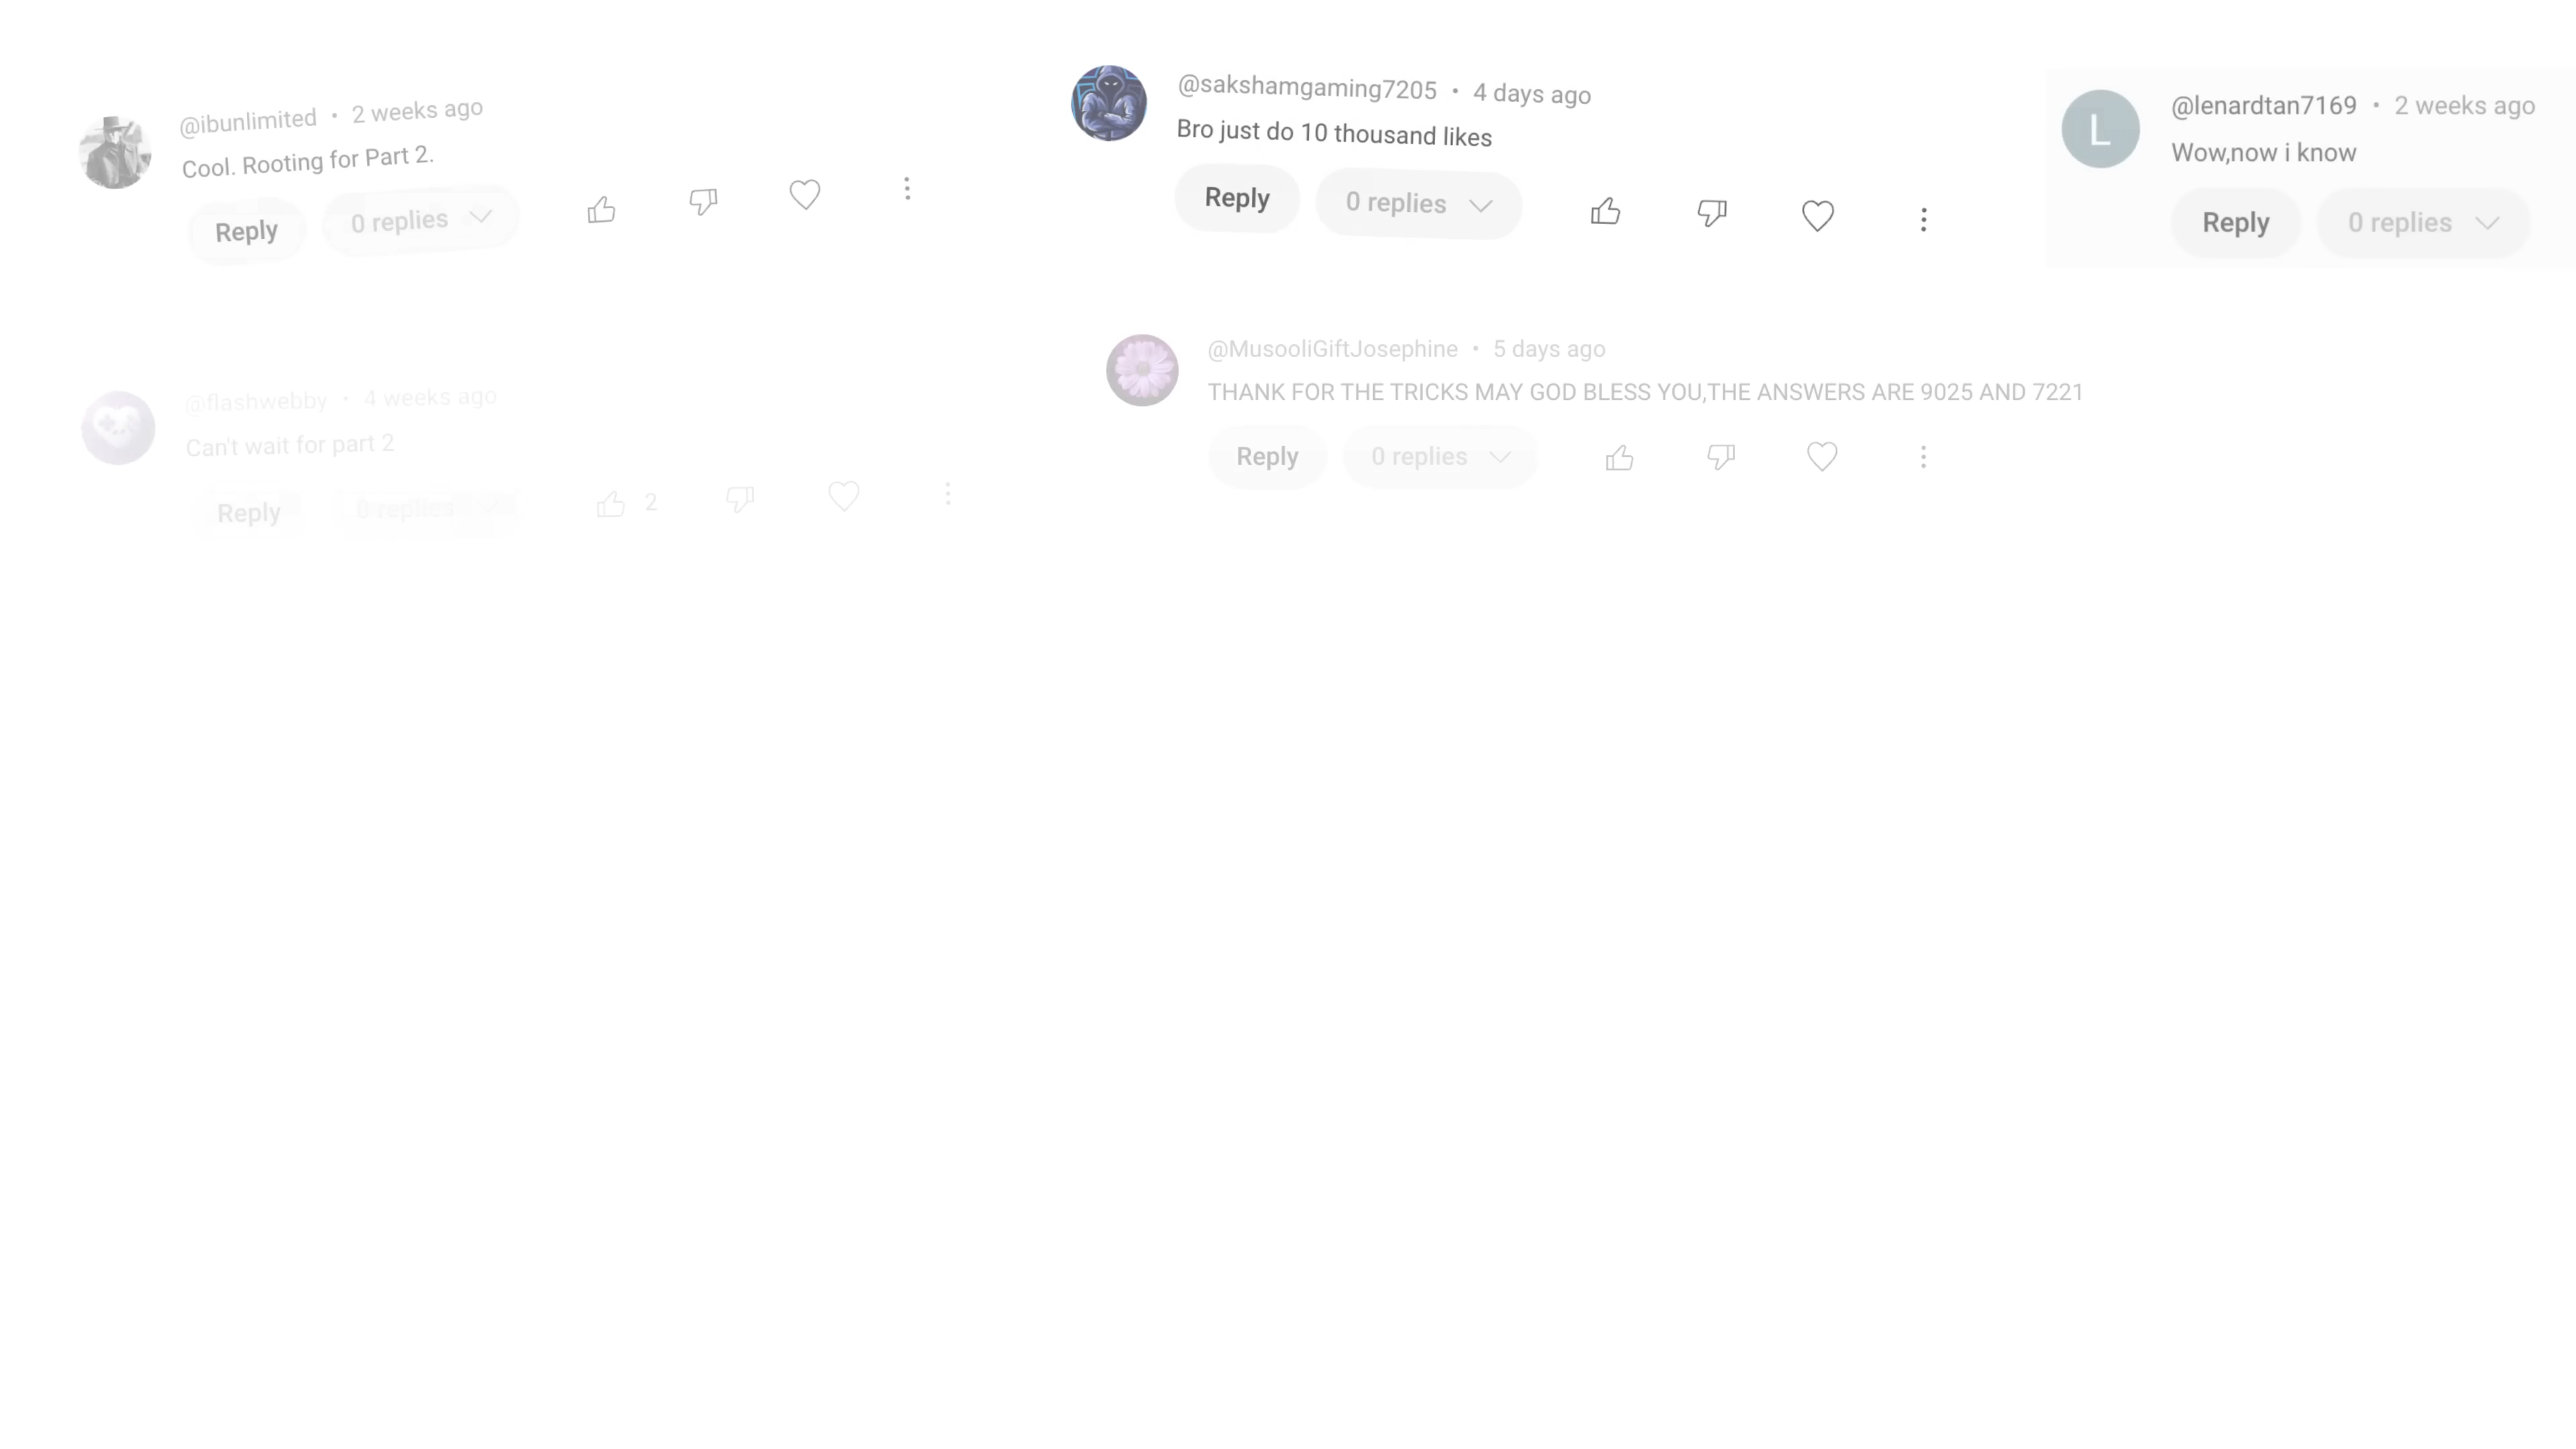 @ibunlimited • 2 weeks ago
Cool. Rooting for Part 2.
Reply 0 replies
@sakshamgaming7205 • 4 days ago
Bro just do 10 thousand likes
Reply 0 replies
L
@lenardtan7169 • 2 weeks ago
Wow,now i know
Reply 0 replies
@flashwebby • 4 weeks ago
Can't wait for part 2
Reply 0 replies 2
@MusooliGiftJosephine • 5 days ago
THANK FOR THE TRICKS MAY GOD BLESS YOU,THE ANSWERS ARE 9025 AND 7221
Reply 0 replies